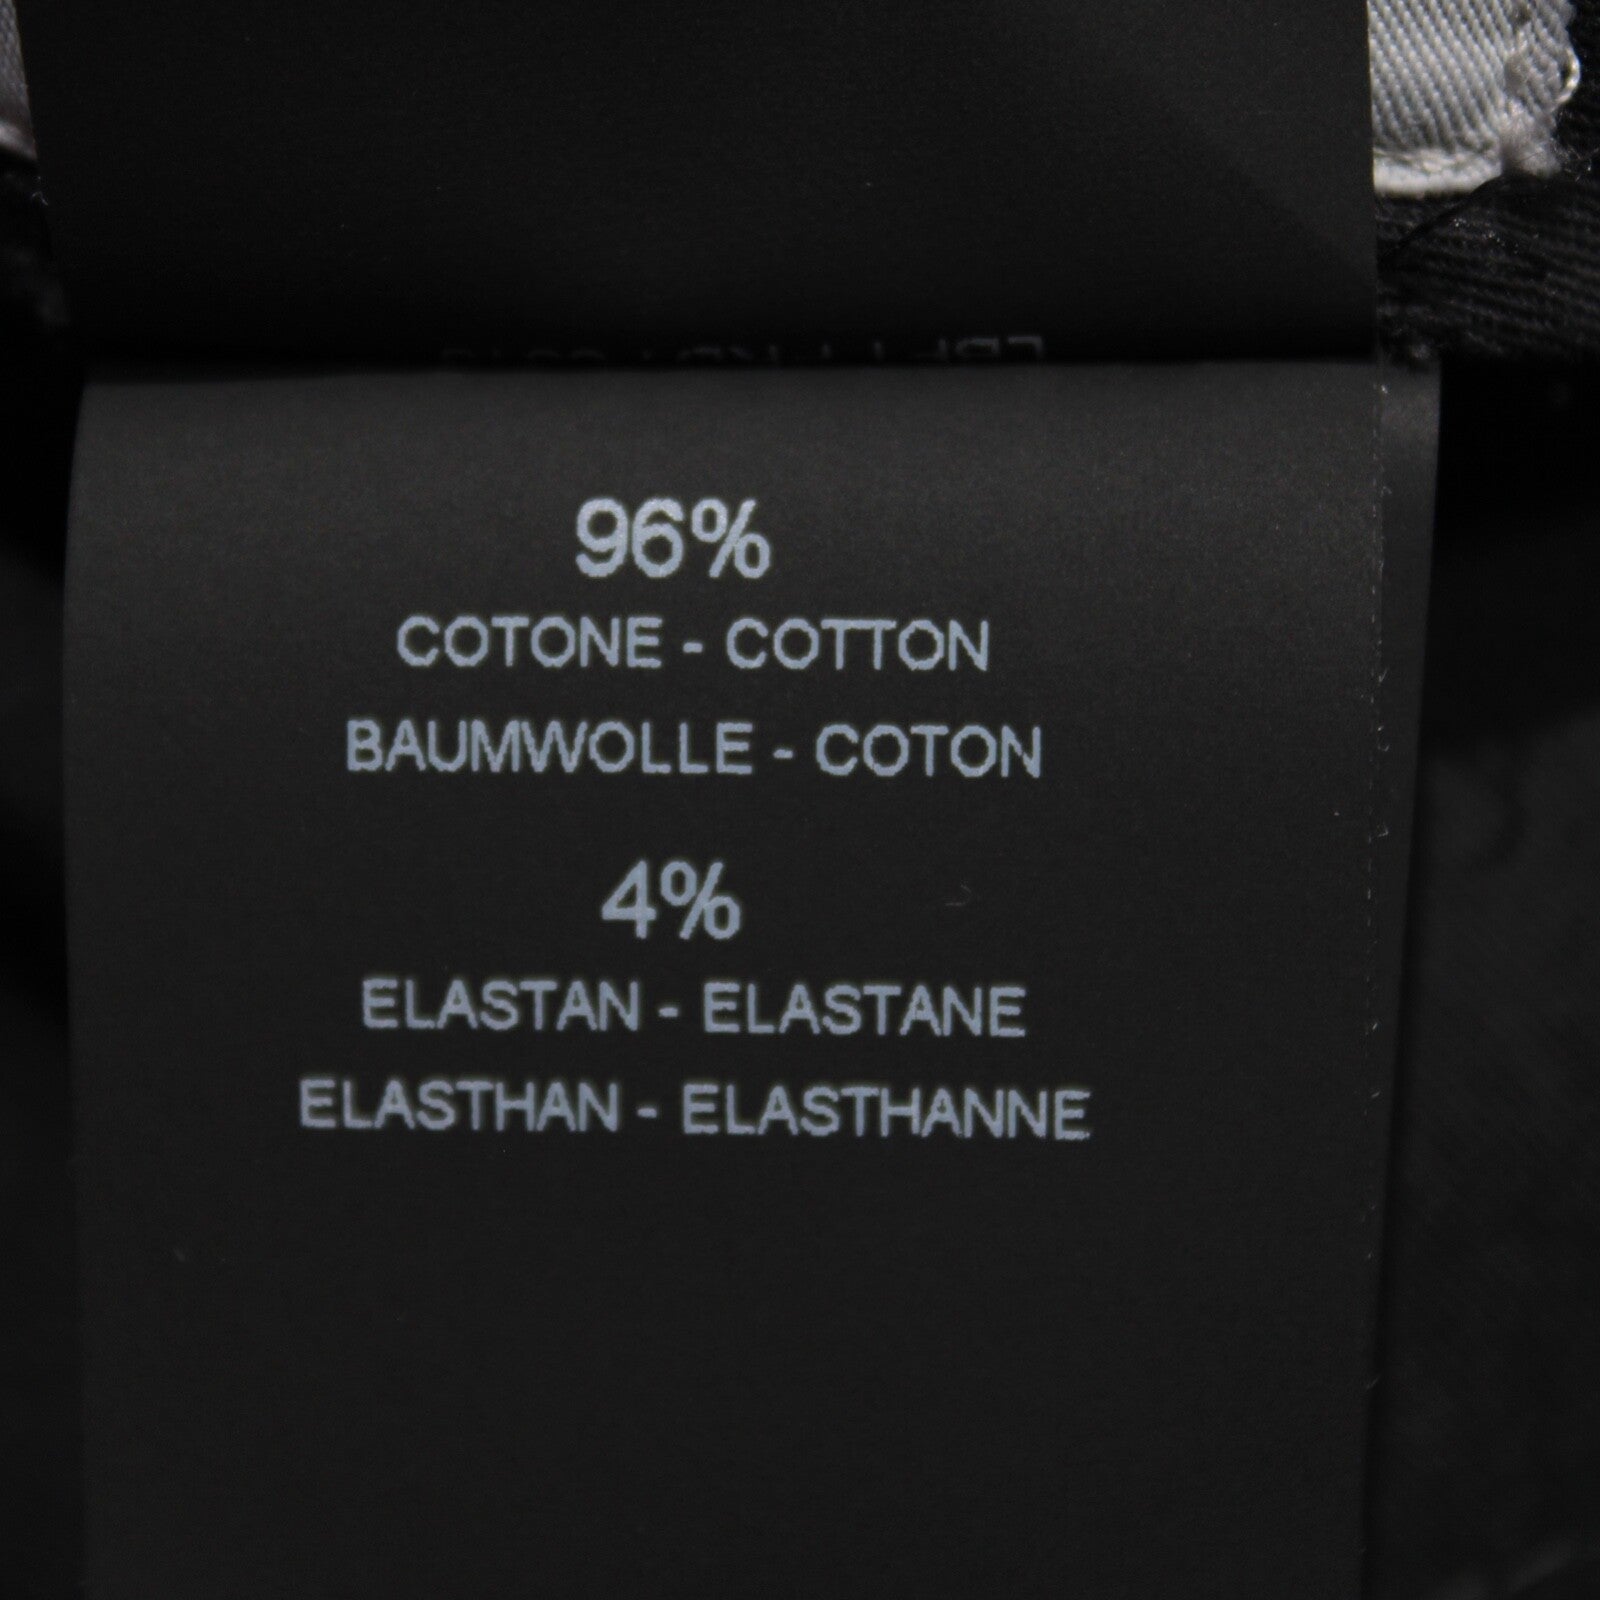 96%
COTONE - COTTON
BAUMWOLLE - COTON
4%
ELASTAN - ELASTANE
ELASTHAN - ELASTHANNE